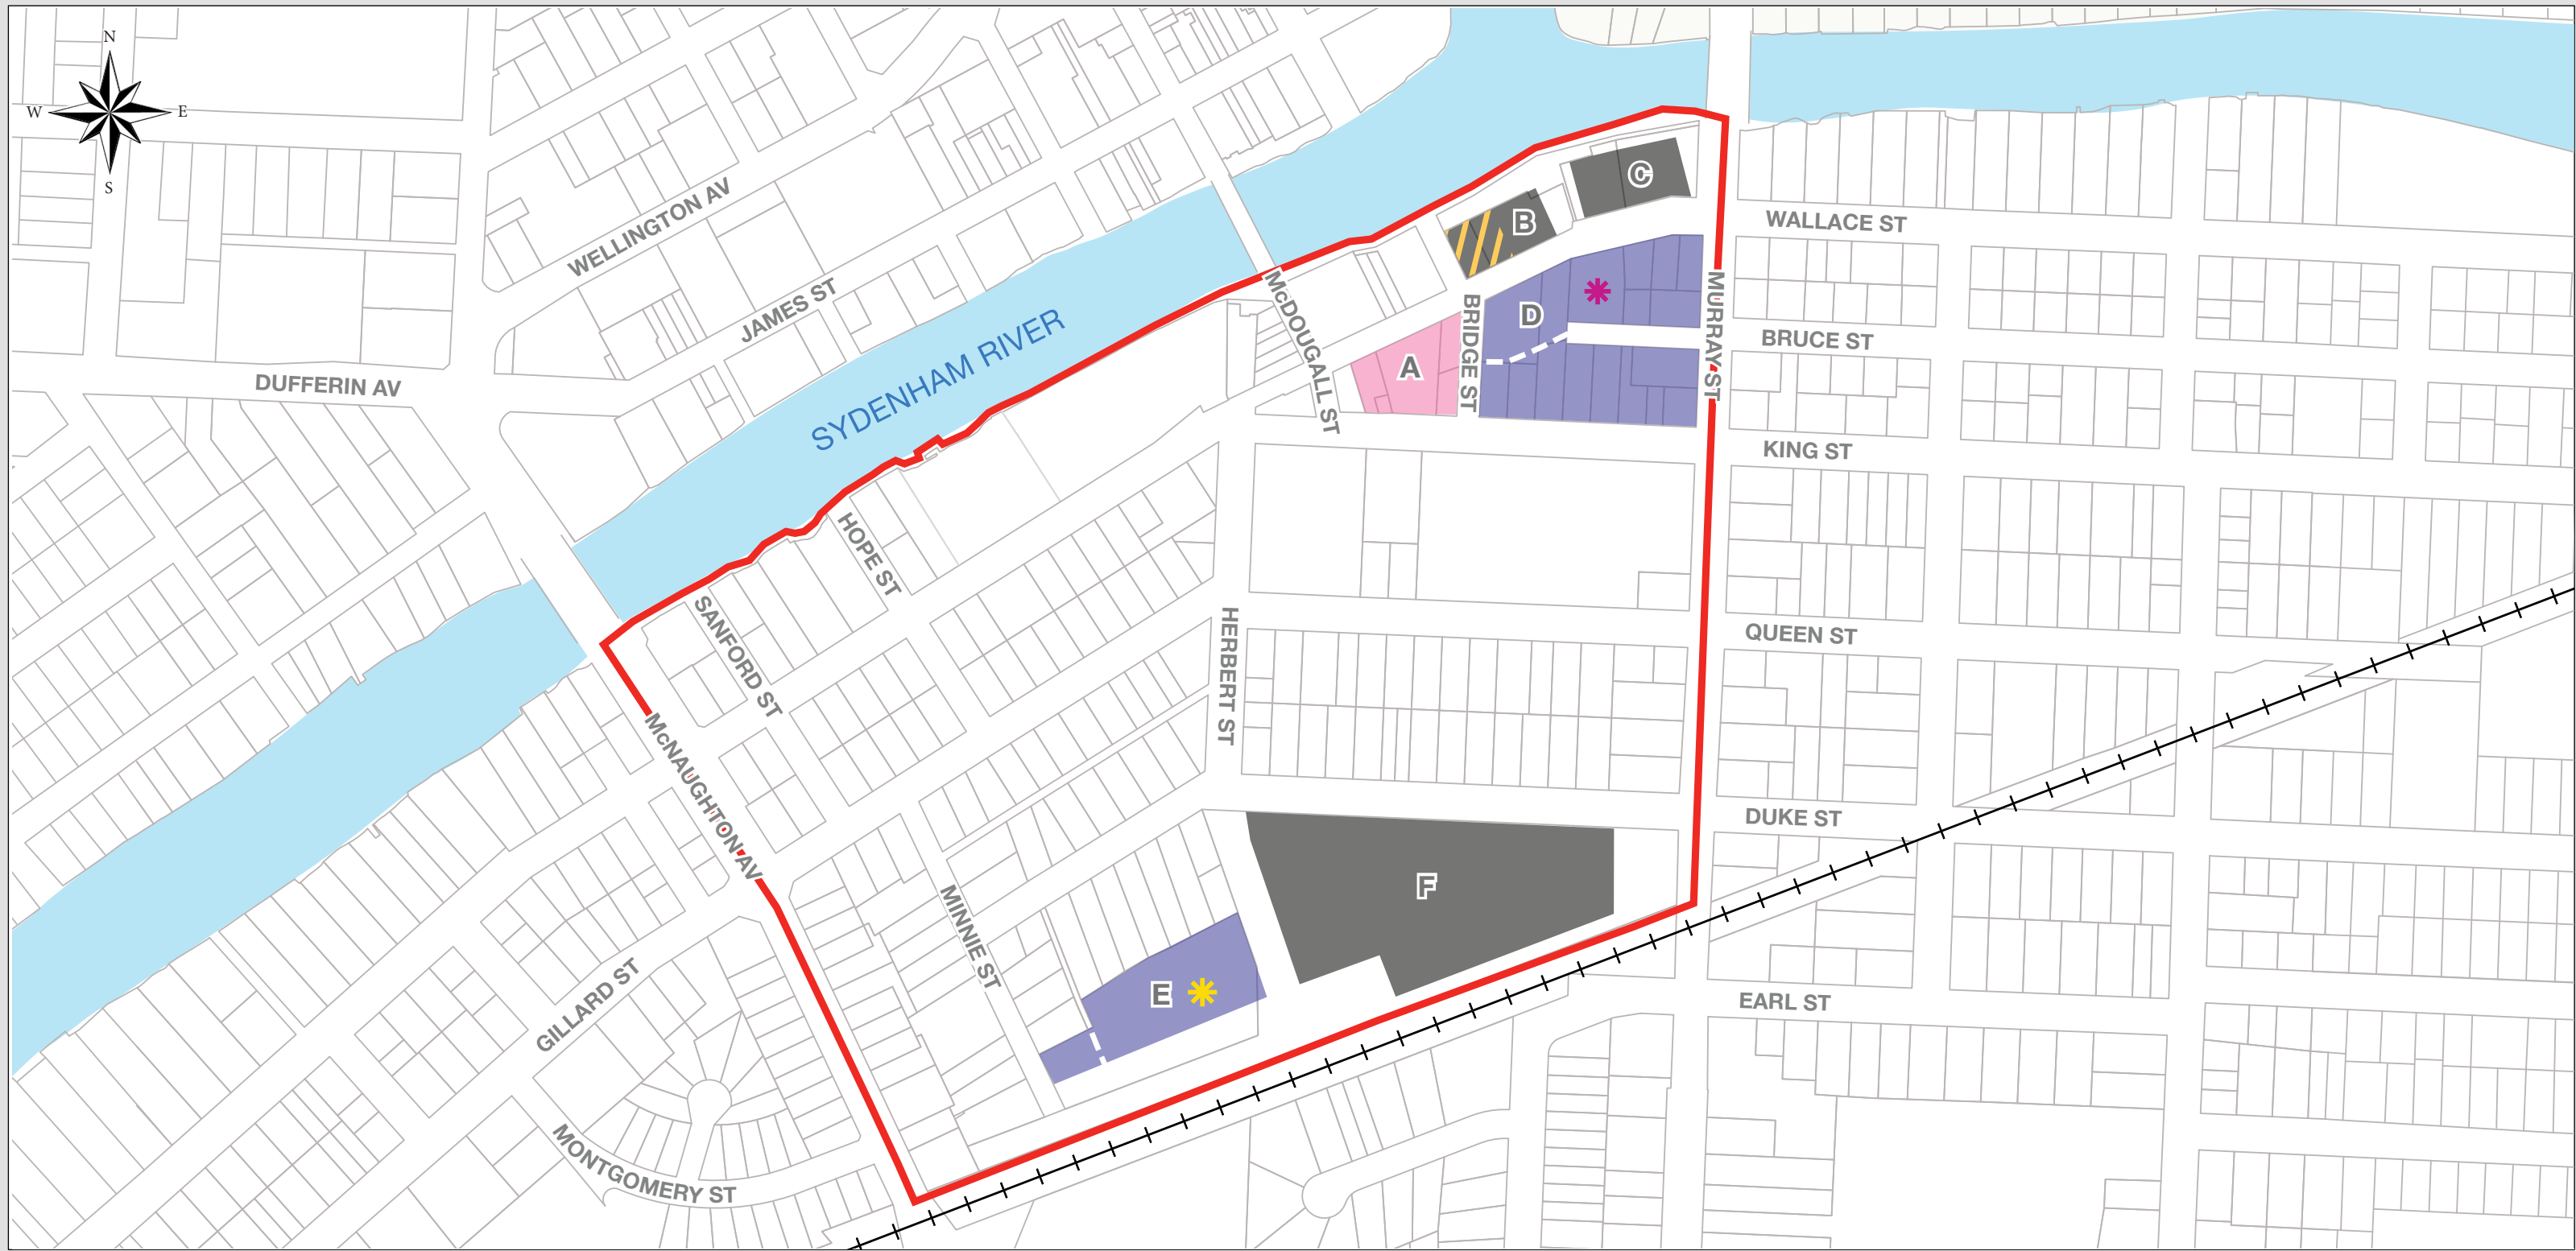 N
W
E
S
WELLINGTON AV
JAMES ST
DUFFERIN AV
SYDENHAM RIVER
McDOUGALL ST
C
B
WALLACE ST
D
MURRAY ST
BRIDGE ST
BRUCE ST
A
KING ST
HOPE ST
SANFORD ST
HERBERT ST
QUEEN ST
McNAUGHTON AV
DUKE ST
MINNIE ST
F
GILLARD ST
E
EARL ST
MONTGOMERY ST